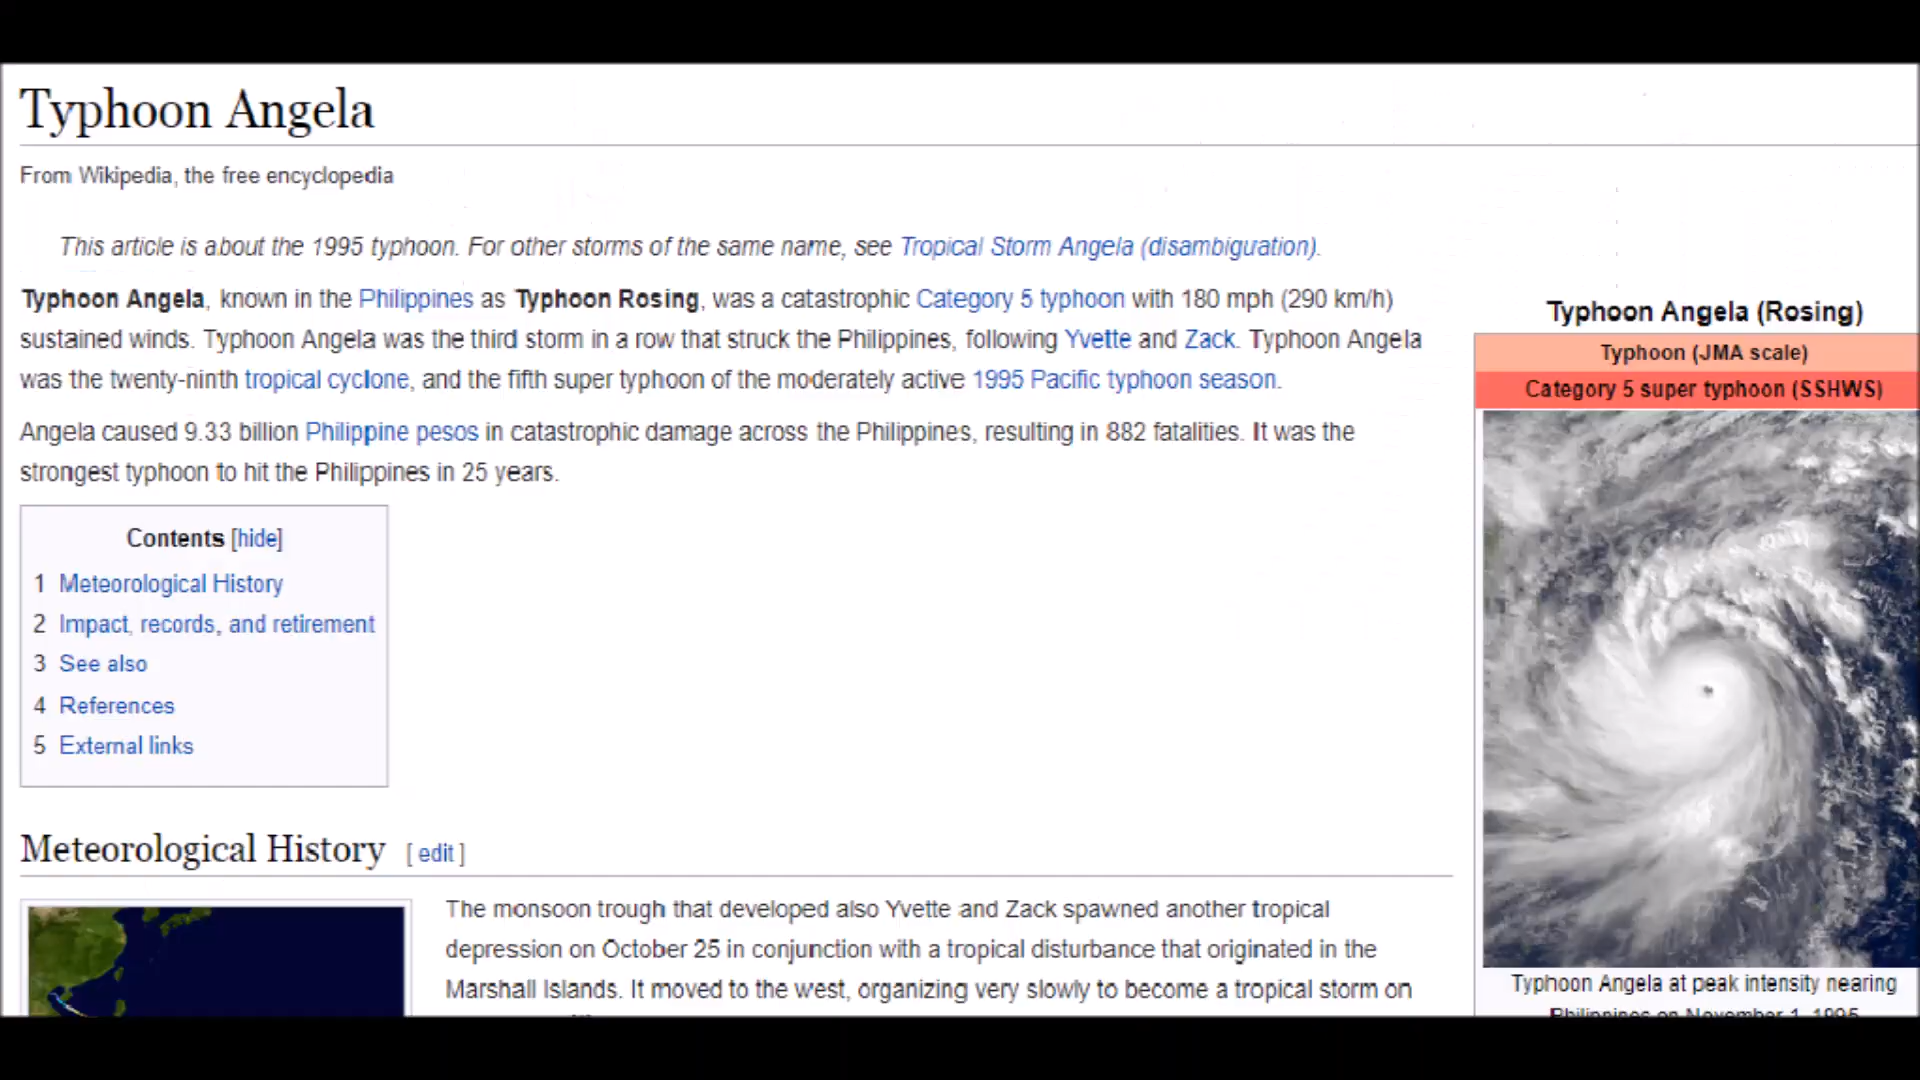 Typhoon Angela
From Wikipedia, the free encyclopedia
This article is about the 1995 typhoon. For other storms of the same name, see Tropical Storm Angela (disambiguration).
Typhoon Angela, known in the Philippines as Typhoon Rosing, was a catastrophic Category 5 typhoon with 180 mph (290 km/h)
sustained winds. Typhoon Angela was the third storm in a row that struck the Philippines, following Yvette and Zack. Typhoon Angela
was the twenty-ninth tropical cyclone, and the fifth super typhoon of the moderately active 1995 Pacific typhoon season.
Angela caused 9.33 billion Philippine pesos in catastrophic damage across the Philippines, resulting in 882 fatalities. It was the
strongest typhoon to hit the Philippines in 25 years.
Contents [hide]
1 Meteorological History
2 Impact, records, and retirement
3 See also
4 References
5 External links
Meteorological History [ edit ]
The monsoon trough that developed also Yvette and Zack spawned another tropical
depression on October 25 in conjunction with a tropical disturbance that originated in the
Marshall Islands. It moved to the west, organizing very slowly to become a tropical storm on
Typhoon Angela (Rosing)
Typhoon (JMA scale)
Category 5 super typhoon (SSHWS)
Typhoon Angela at peak intensity nearing
Philippines on November 1, 1995